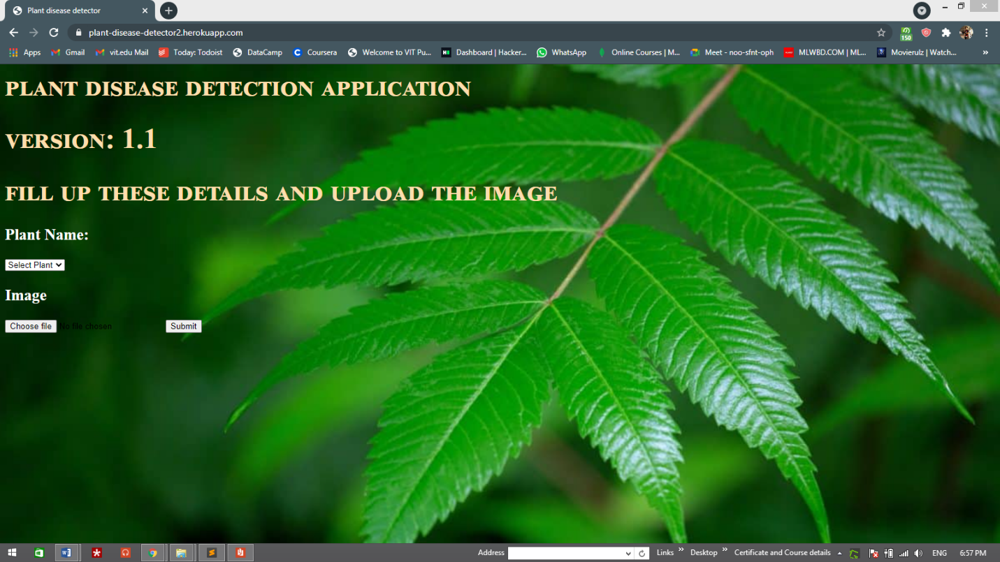 Plant disease detector
plant-disease-detector2.herokuapp.com
150
Apps
Gmail
vit.edu Mail
Today: Todoist
DataCamp
Coursera
Welcome to VIT Pu...
Dashboard | Hacker...
WhatsApp
Online Courses | M...
Meet - noo-sfnt-oph
MLWBD.COM | ML...
Movierulz | Watch...
»
PLANT DISEASE DETECTION APPLICATION
VERSION: 1.1
FILL UP THESE DETAILS AND UPLOAD THE IMAGE
Plant Name:
Select Plant
Image
Choose file No file chosen
Submit
Address
Links »
Desktop »
Certificate and Course details
ENG
6:57 PM